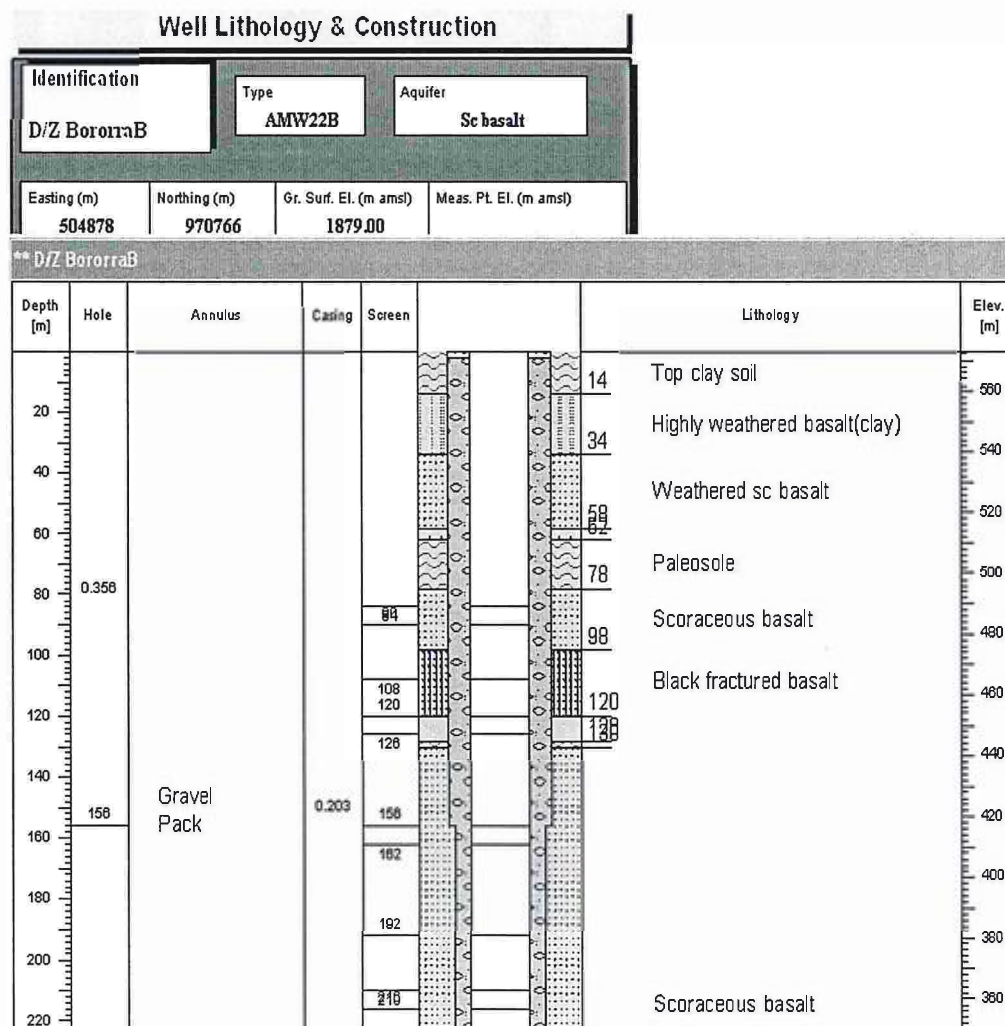 Well Lithology & Construction
Identification
D/Z BororraB
Type
AMW22B
Aquifer
Sc basalt
Easting (m)
504878
Northing (m)
970766
Gr. Surf. El. (m amsl)
1879.00
Meas. Pt. El. (m amsl)
** D/Z BororraB
Depth [m]
Hole
Annulus
Casing
Screen
Lithology
Elev. [m]
14
Top clay soil
560
20
Highly weathered basalt(clay)
34
540
40
Weathered sc basalt
520
60
Paleosole
500
78
80
0.356
Scoraceous basalt
84
480
98
100
Black fractured basalt
108
460
120
120
120
126
440
140
Gravel
Pack
0.203
156
156
420
160
162
400
180
192
380
200
210
Scoraceous basalt
360
220